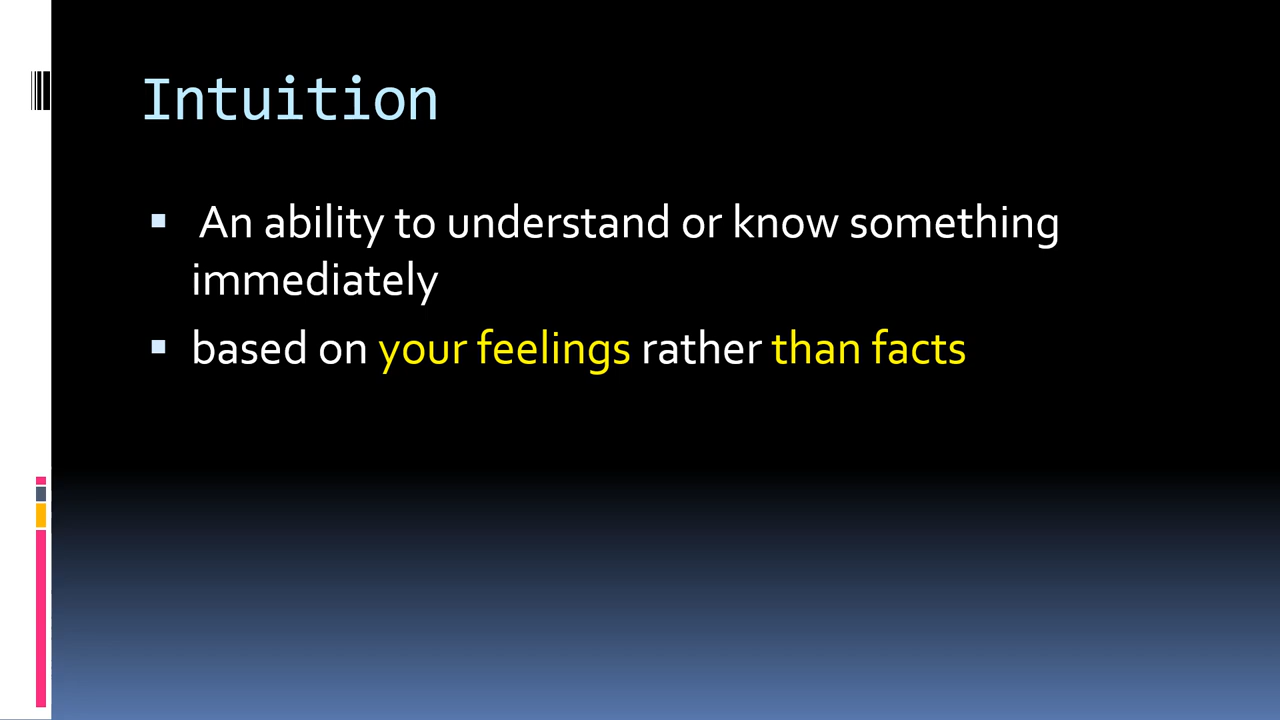 Intuition
▪ An ability to understand or know something
immediately
▪ based on your feelings rather than facts